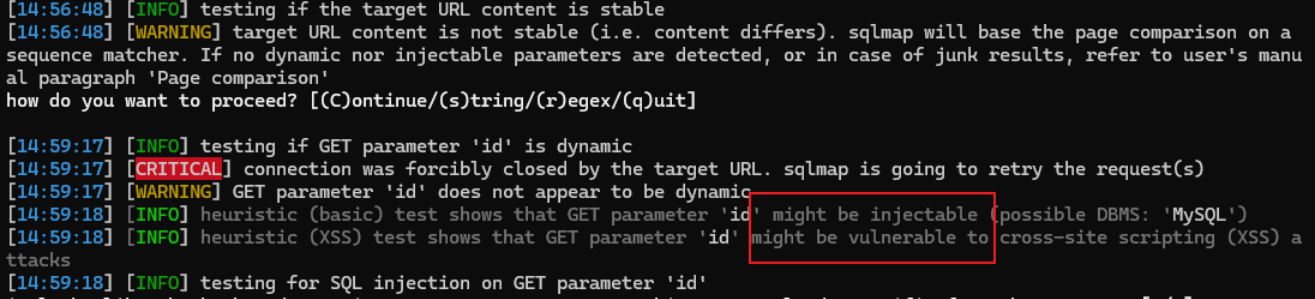 [14:56:48] [INFO] testing if the target URL content is stable
[14:56:48] [WARNING] target URL content is not stable (i.e. content differs). sqlmap will base the page comparison on a
sequence matcher. If no dynamic nor injectable parameters are detected, or in case of junk results, refer to user's manu
al paragraph 'Page comparison'
how do you want to proceed? [(C)ontinue/(s)tring/(r)egex/(q)uit]
[14:59:17] [INFO] testing if GET parameter 'id' is dynamic
[14:59:17] [CRITICAL] connection was forcibly closed by the target URL. sqlmap is going to retry the request(s)
[14:59:17] [WARNING] GET parameter 'id' does not appear to be dynamic
[14:59:18] [INFO] heuristic (basic) test shows that GET parameter 'id' might be injectable (possible DBMS: 'MySQL')
[14:59:18] [INFO] heuristic (XSS) test shows that GET parameter 'id' might be vulnerable to cross-site scripting (XSS) a
ttacks
[14:59:18] [INFO] testing for SQL injection on GET parameter 'id'